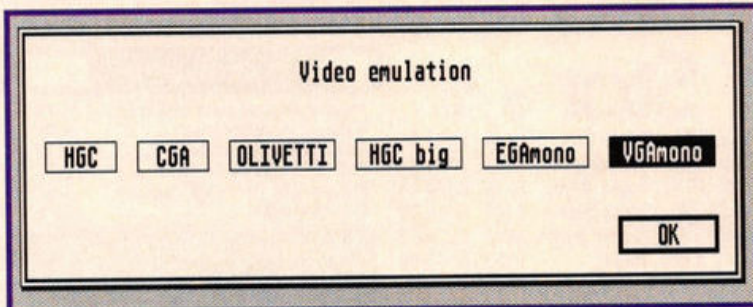 Video emulation
HGC CGA OLIVETTI HGC big EGAmono VGAmono
OK